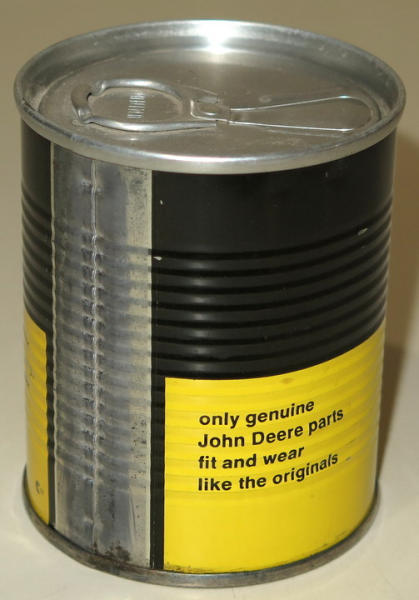 only genuine
John Deere parts
fit and wear
like the originals